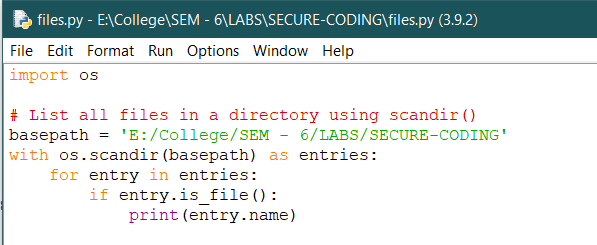 files.py - E:\College\SEM - 6\LABS\SECURE-CODING\files.py (3.9.2)
File Edit Format Run Options Window Help
import os

# List all files in a directory using scandir()
basepath = 'E:/College/SEM - 6/LABS/SECURE-CODING'
with os.scandir(basepath) as entries:
    for entry in entries:
        if entry.is_file():
            print(entry.name)